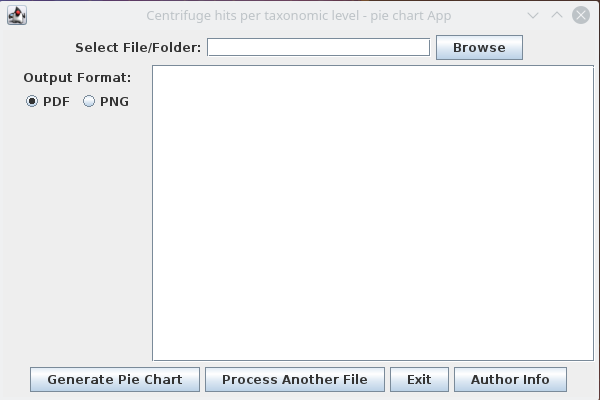 Centrifuge hits per taxonomic level - pie chart App
Select File/Folder: Browse
Output Format:
PDF PNG
Generate Pie Chart Process Another File Exit Author Info